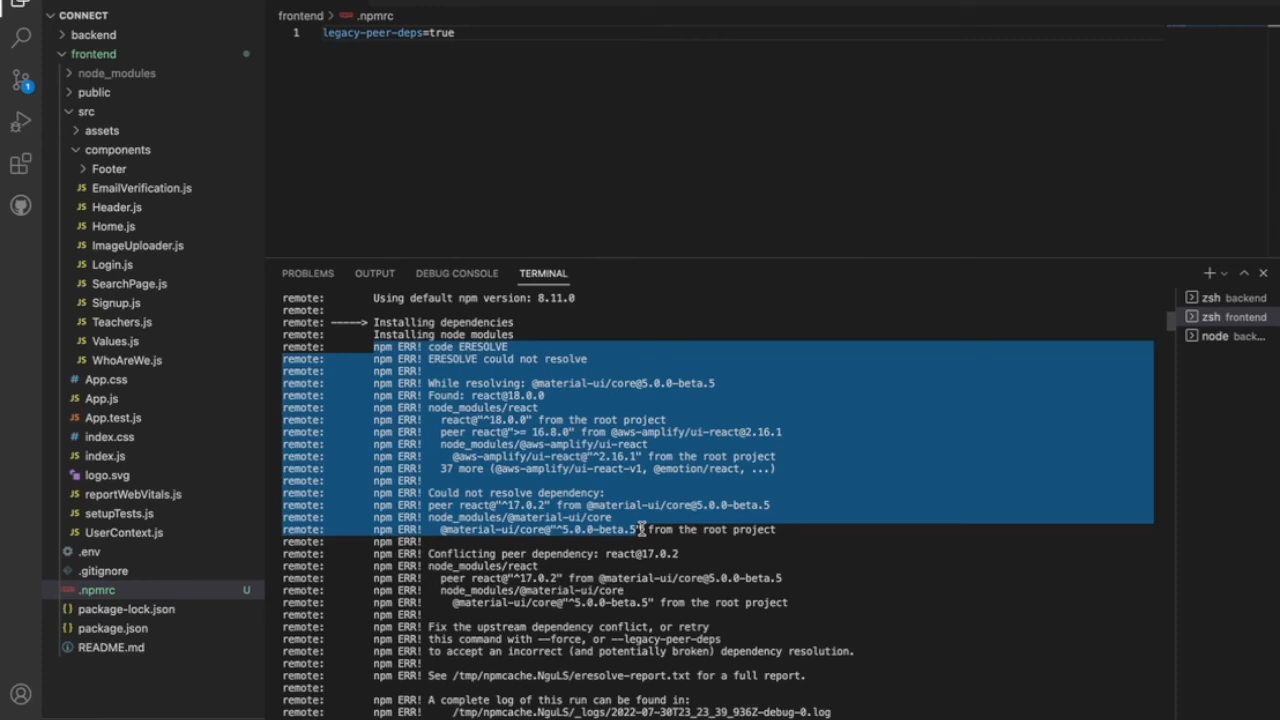 CONNECT
backend
frontend
node_modules
public
src
assets
components
Footer
JS EmailVerification.js
JS Header.js
JS Home.js
JS ImageUploader.js
JS Login.js
JS SearchPage.js
JS Signup.js
JS Teachers.js
JS Values.js
JS WhoAreWe.js
# App.css
JS App.js
JS App.test.js
# index.css
JS index.js
logo.svg
JS reportWebVitals.js
JS setupTests.js
JS UserContext.js
.env
.gitignore
.npmrc U
{} package-lock.json
{} package.json
README.md
1
frontend > .npmrc
1 legacy-peer-deps=true
PROBLEMS OUTPUT DEBUG CONSOLE TERMINAL
remote: Using default npm version: 8.11.0
remote:
remote: -----> Installing dependencies
remote: Installing node modules
remote: npm ERR! code ERESOLVE
remote: npm ERR! ERESOLVE could not resolve
remote: npm ERR!
remote: npm ERR! While resolving: @material-ui/core@5.0.0-beta.5
remote: npm ERR! Found: react@18.0.0
remote: npm ERR! node_modules/react
remote: npm ERR! react@"^18.0.0" from the root project
remote: npm ERR! peer react@">= 16.8.0" from @aws-amplify/ui-react@2.16.1
remote: npm ERR! node_modules/@aws-amplify/ui-react
remote: npm ERR! @aws-amplify/ui-react@"^2.16.1" from the root project
remote: npm ERR! 37 more (@aws-amplify/ui-react-v1, @emotion/react, ...)
remote: npm ERR!
remote: npm ERR! Could not resolve dependency:
remote: npm ERR! peer react@"^17.0.2" from @material-ui/core@5.0.0-beta.5
remote: npm ERR! node_modules/@material-ui/core
remote: npm ERR! @material-ui/core@"^5.0.0-beta.5" from the root project
remote: npm ERR!
remote: npm ERR! Conflicting peer dependency: react@17.0.2
remote: npm ERR! node_modules/react
remote: npm ERR! peer react@"^17.0.2" from @material-ui/core@5.0.0-beta.5
remote: npm ERR! node_modules/@material-ui/core
remote: npm ERR! @material-ui/core@"^5.0.0-beta.5" from the root project
remote: npm ERR!
remote: npm ERR! Fix the upstream dependency conflict, or retry
remote: npm ERR! this command with --force, or --legacy-peer-deps
remote: npm ERR! to accept an incorrect (and potentially broken) dependency resolution.
remote: npm ERR!
remote: npm ERR! See /tmp/npmcache.NguLS/eresolve-report.txt for a full report.
remote:
remote: npm ERR! A complete log of this run can be found in:
remote: npm ERR! /tmp/npmcache.NguLS/_logs/2022-07-30T23_23_39_936Z-debug-0.log
zsh backend
zsh frontend
node back...